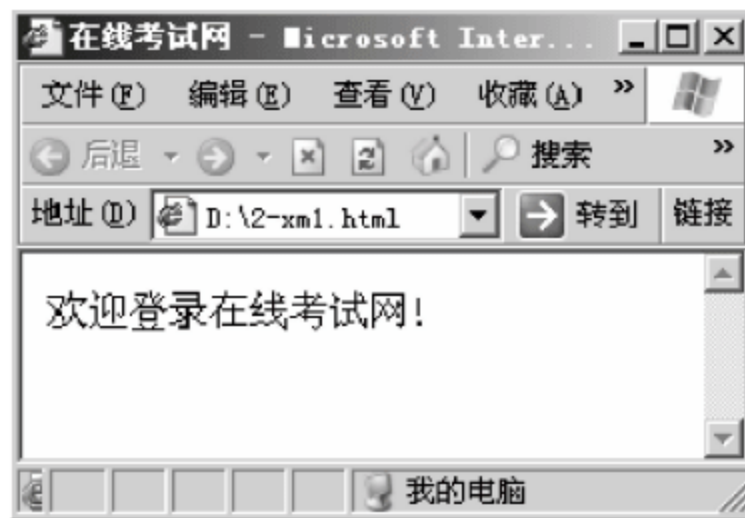 在线考试网 - Microsoft Inter...
文件(F) 编辑(E) 查看(V) 收藏(A) »
后退 搜索 »
地址(D) D:\2-xm1.html 转到 链接
欢迎登录在线考试网!
我的电脑